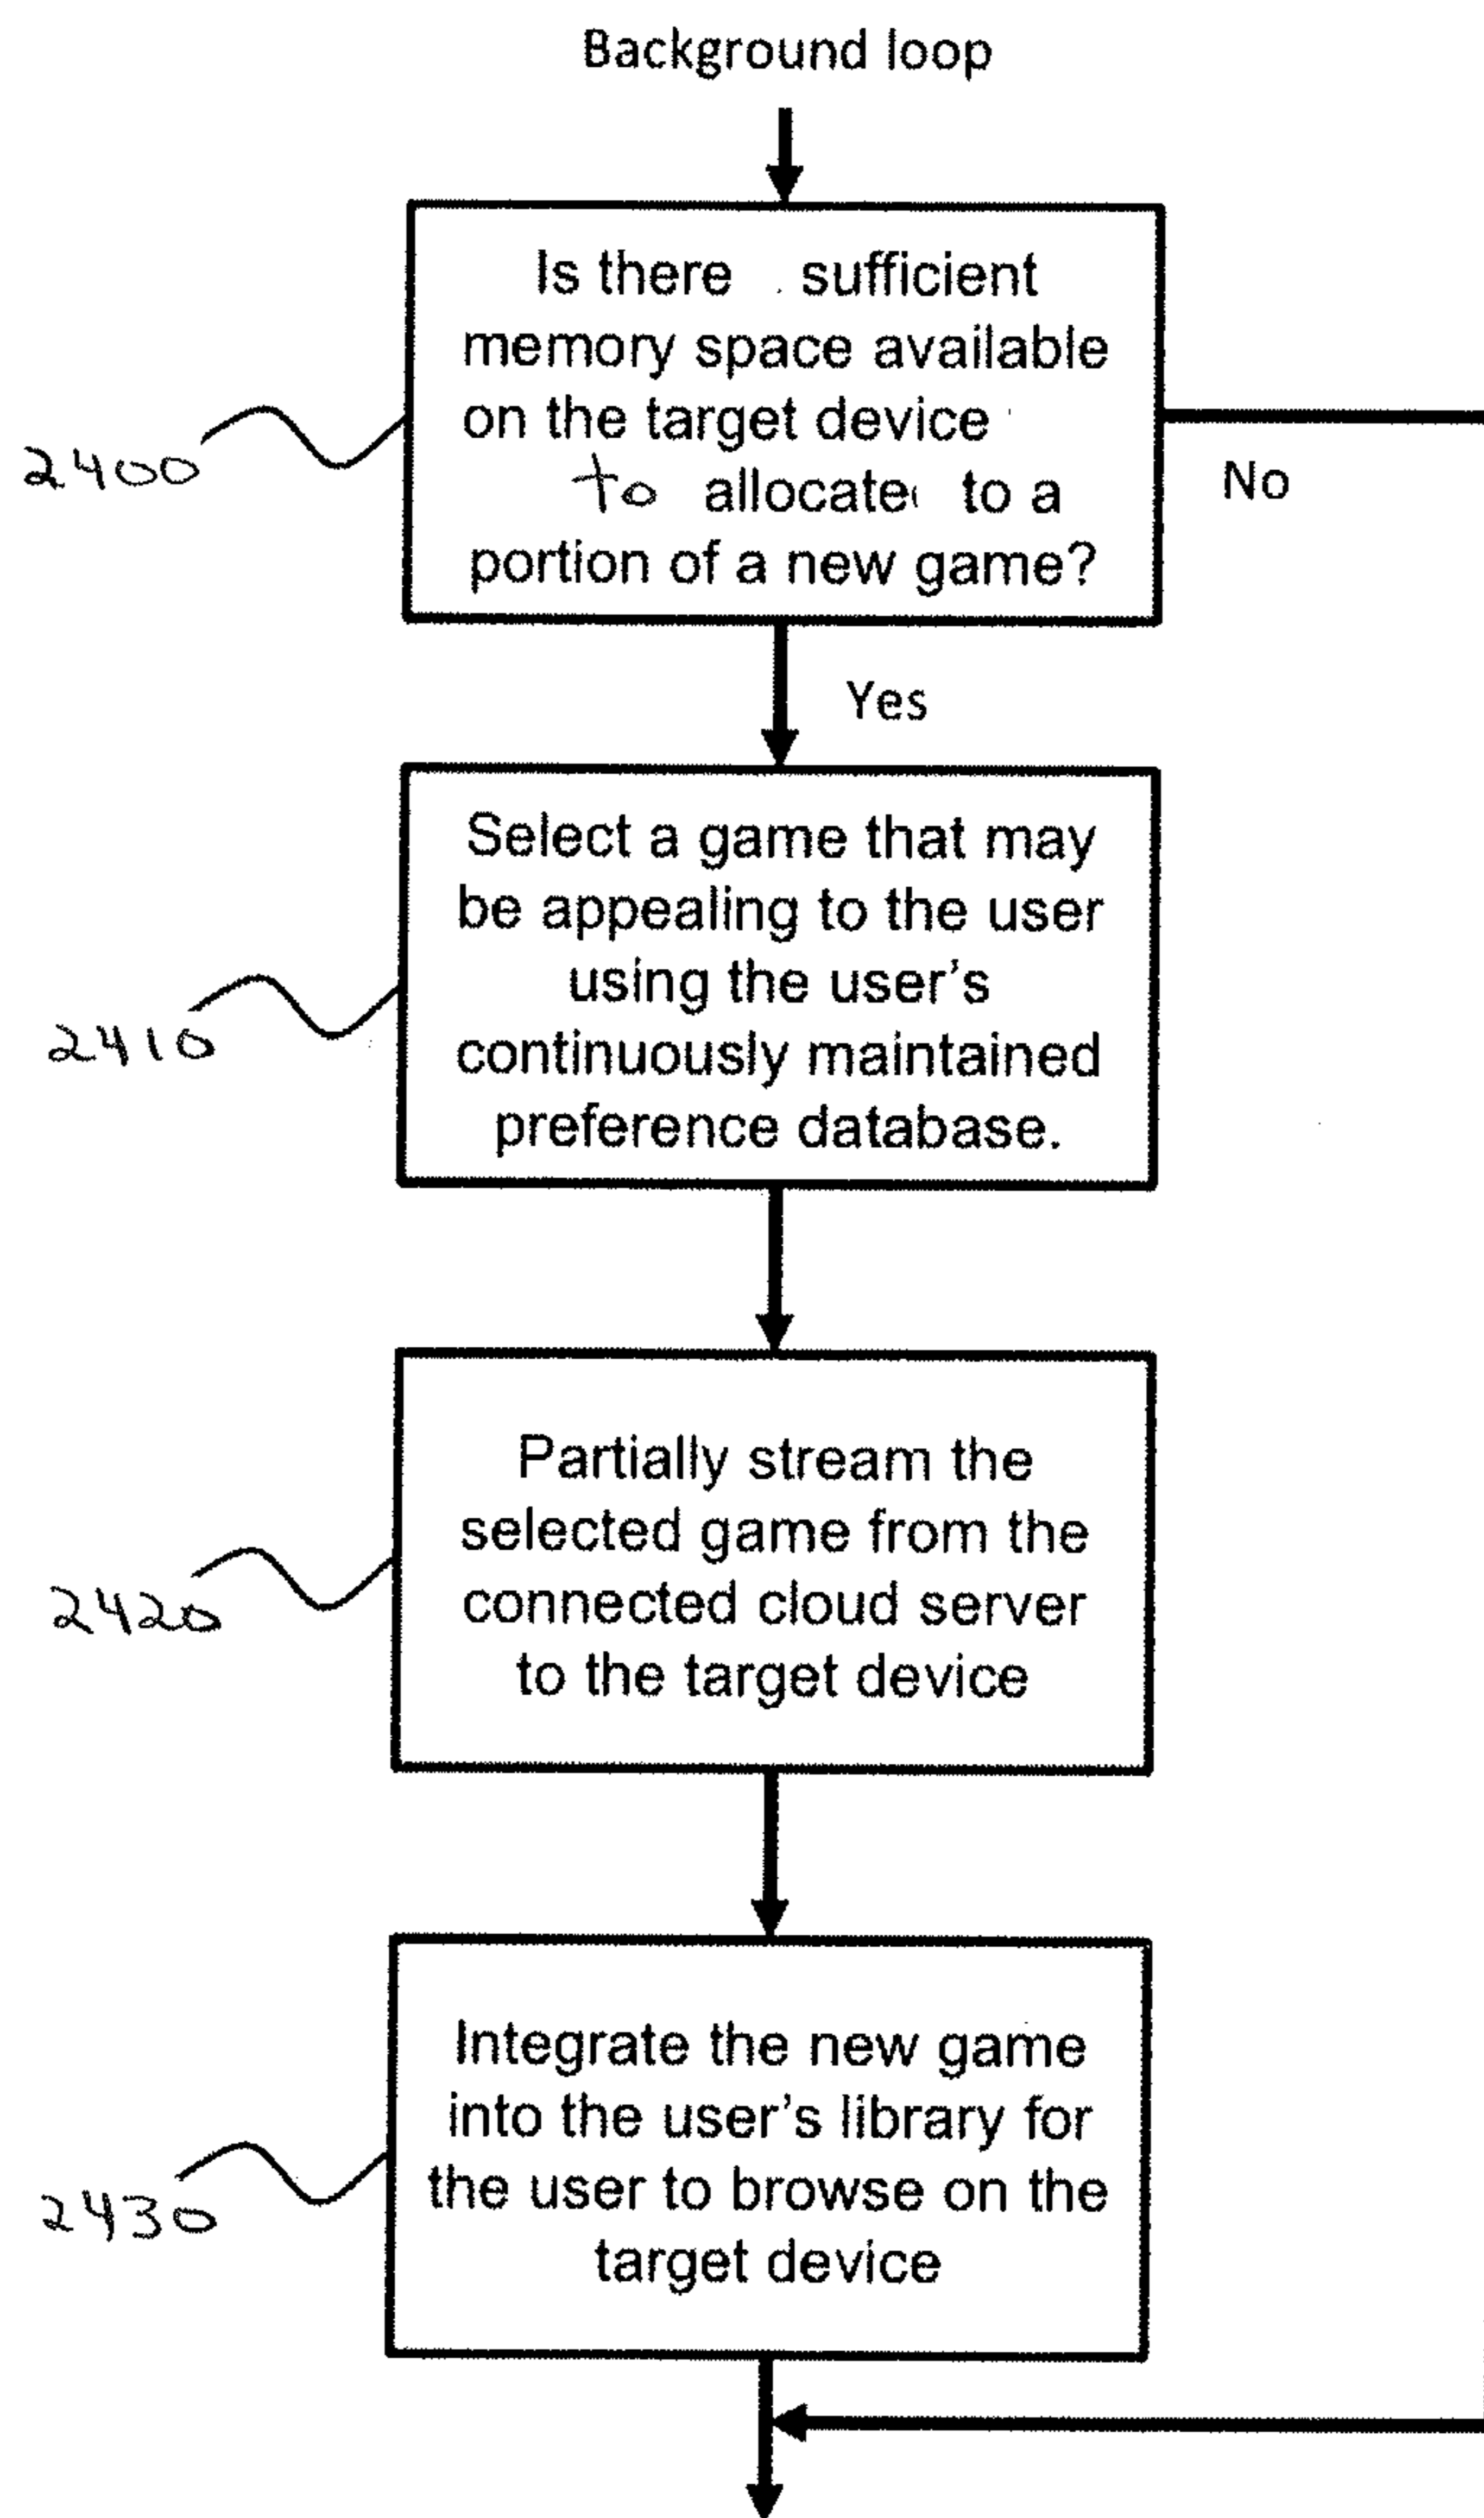 Background loop
Is there sufficient
memory space available
on the target device
to allocate to a
portion of a new game?
2400
No
Yes
Select a game that may
be appealing to the user
using the user's
continuously maintained
preference database.
2410
Partially stream the
selected game from the
connected cloud server
to the target device
2420
Integrate the new game
into the user's library for
the user to browse on the
target device
2430